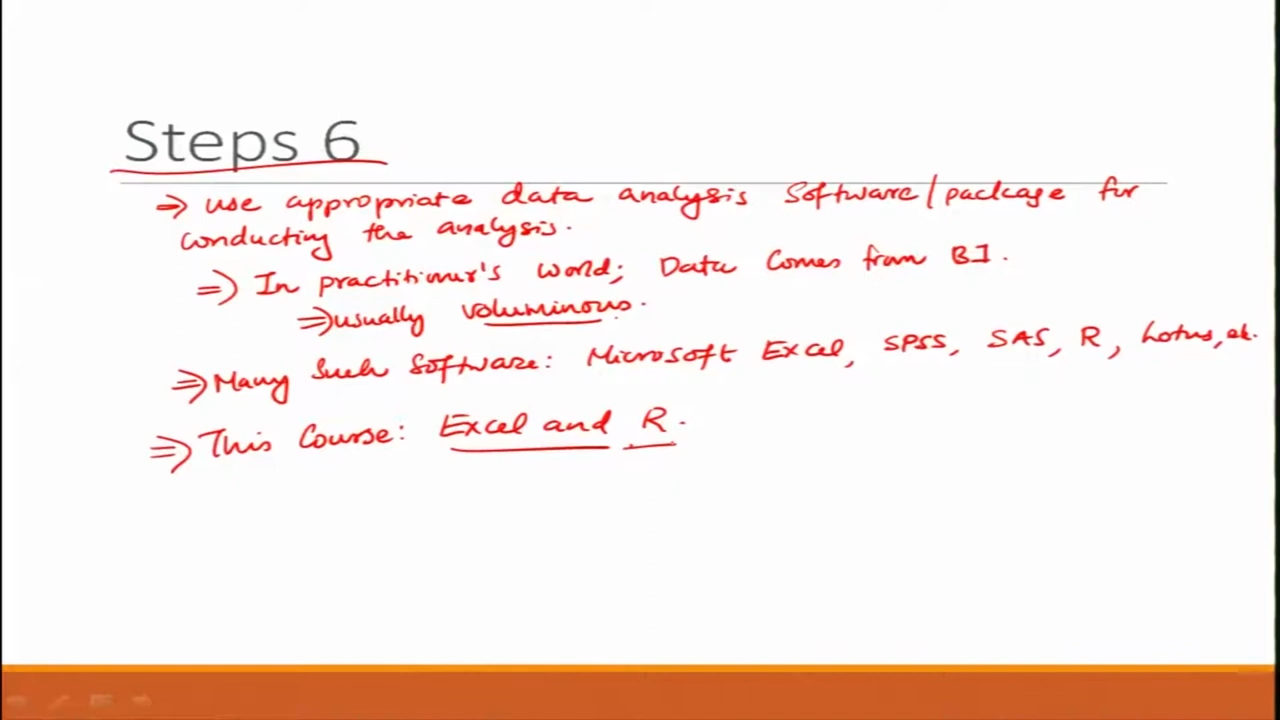 Steps 6
⇒ Use appropriate data analysis Software/package for
conducting the analysis.
⇒ In practitioner's world; Data Comes from BI.
⇒ usually voluminous.
⇒ Many Such Software: Microsoft Excel, SPSS, SAS, R, Lotus, etc.
⇒ This Course: Excel and R.